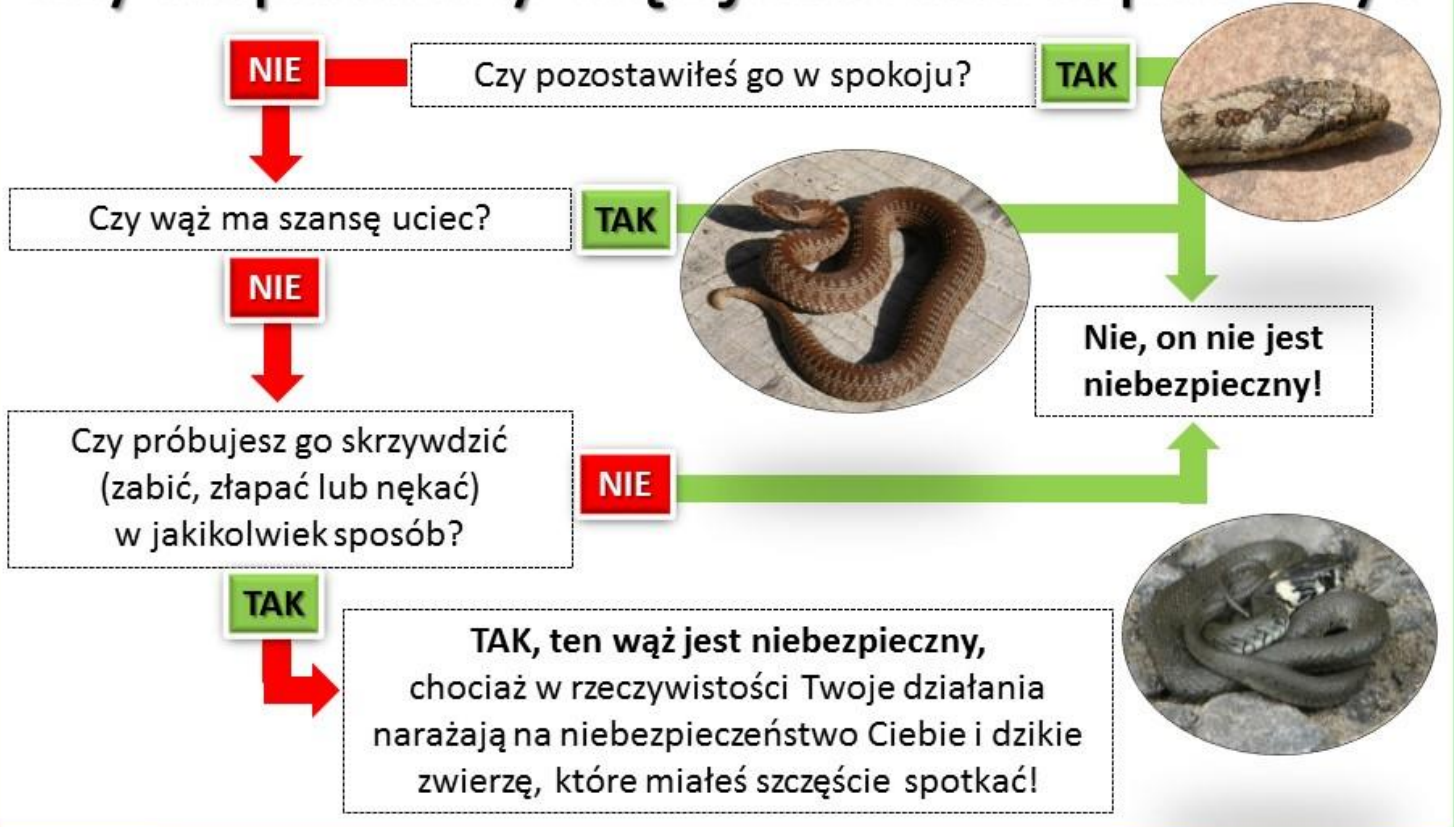 NIE
Czy pozostawiłeś go w spokoju?
TAK
Czy wąż ma szansę uciec?
TAK
NIE
Nie, on nie jest
niebezpieczny!
Czy próbujesz go skrzywdzić
(zabić, złapać lub nękać)
w jakikolwiek sposób?
NIE
TAK
TAK, ten wąż jest niebezpieczny,
chociaż w rzeczywistości Twoje działania
narażają na niebezpieczeństwo Ciebie i dzikie
zwierzę, które miałeś szczęście spotkać!